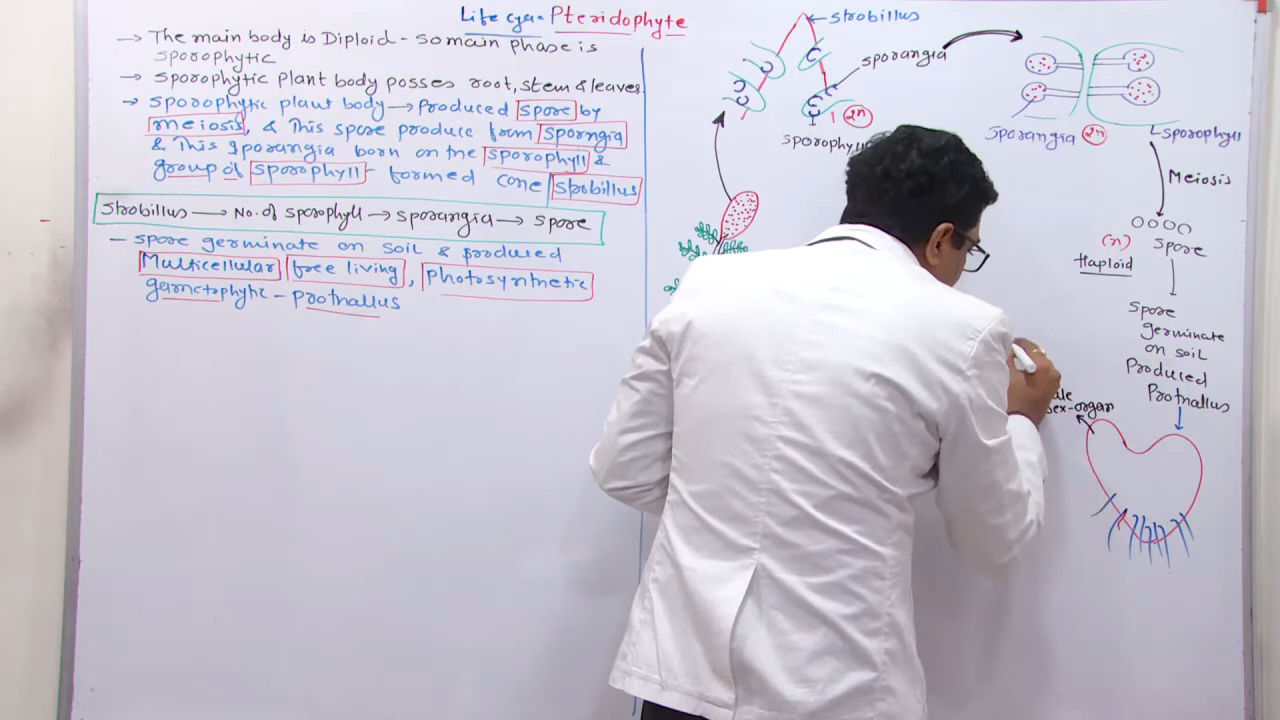 Life cycle - Pteridophyte
→ The main body is Diploid - so main phase is
sporophytic
→ sporophytic plant body posses root, stem & leaves.
→ sporophytic plant body → Produced spore by
meiosis, & This spore produce from sporngia
& This sporangia born on the sporophyll &
group of sporophyll - formed cone / strobillus
Strobillus → No. of sporophyll → sporangia → spore
- spore germinate on soil & produced
Multicellular free living, Photosynthetic
gametophytic - prothallus
strobillus
sporangia
2n
sporophyll
sporangia 2n
sporophyll
Meiosis
(n) spore
Haploid
Spore
germinate
on soil
Produced
Prothallus
sex-organ